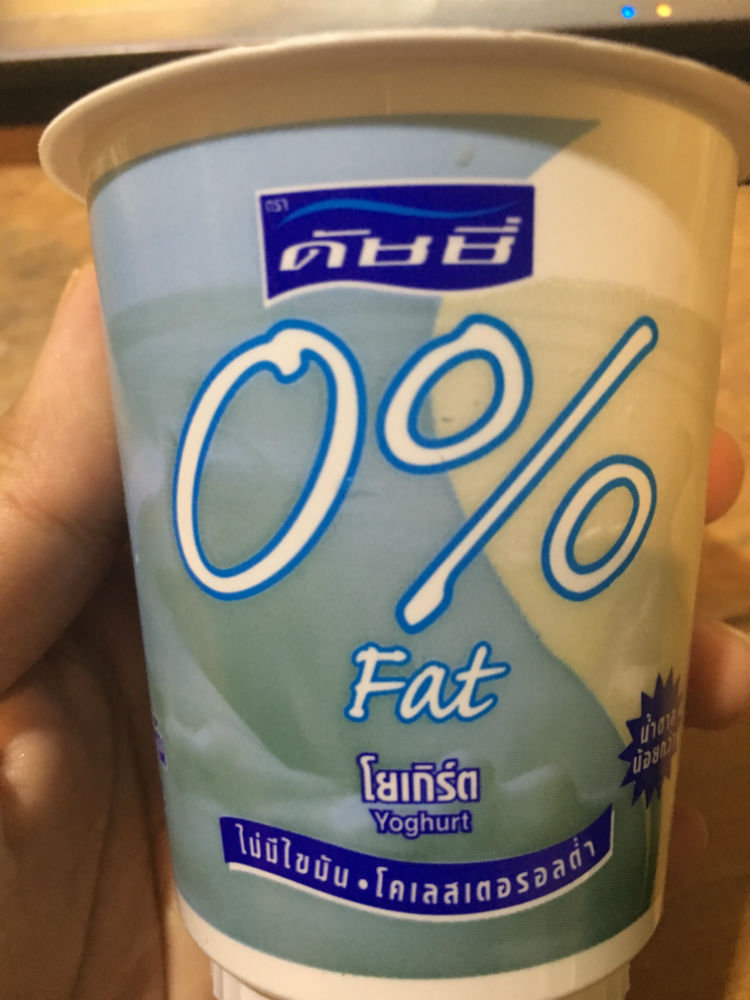 ตรา
ดัชชี่
0%
Fat
โยเกิร์ต
Yoghurt
ไม่มีไขมัน • โคเลสเตอรอลต่ำ